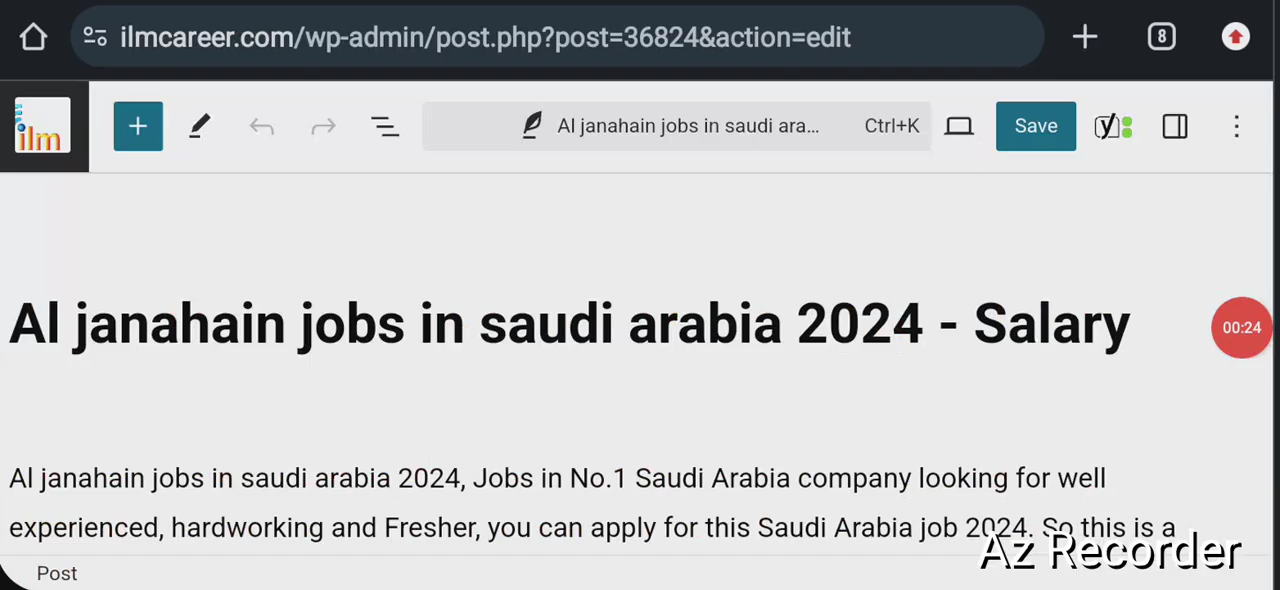 ilmcareer.com/wp-admin/post.php?post=36824&action=edit
8
ilm
Al janahain jobs in saudi ara... Ctrl+K
Save
Al janahain jobs in saudi arabia 2024 - Salary
00:24
Al janahain jobs in saudi arabia 2024, Jobs in No.1 Saudi Arabia company looking for well
experienced, hardworking and Fresher, you can apply for this Saudi Arabia job 2024. So this is a
Az Recorder
Post